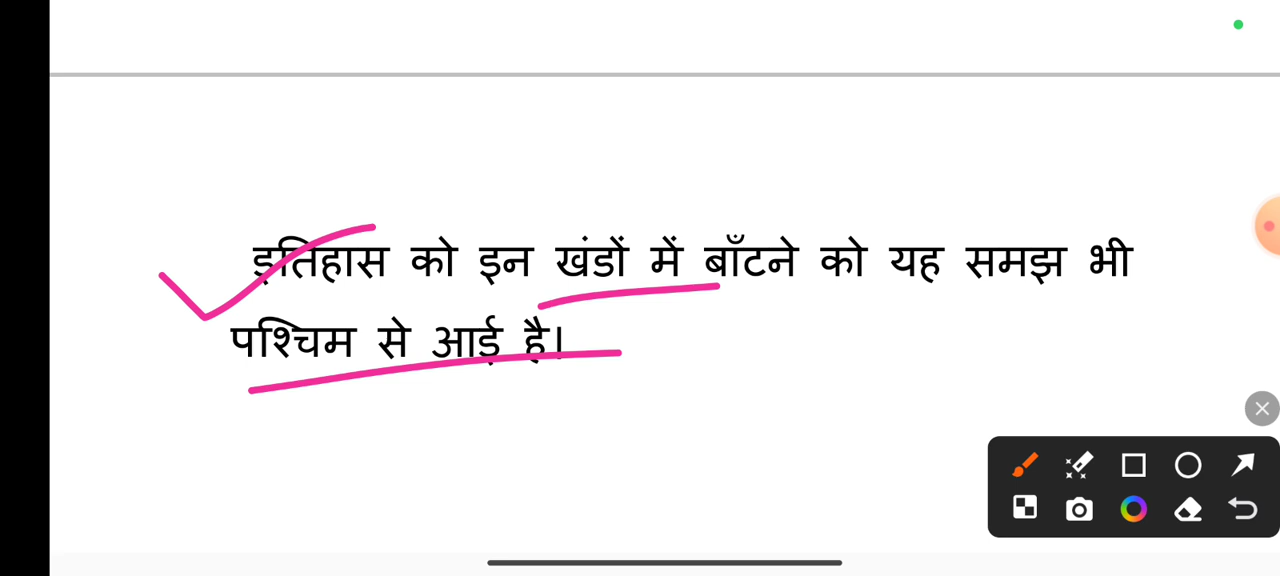 इतिहास को इन खंडों में बाँटने को यह समझ भी
पश्चिम से आई है।